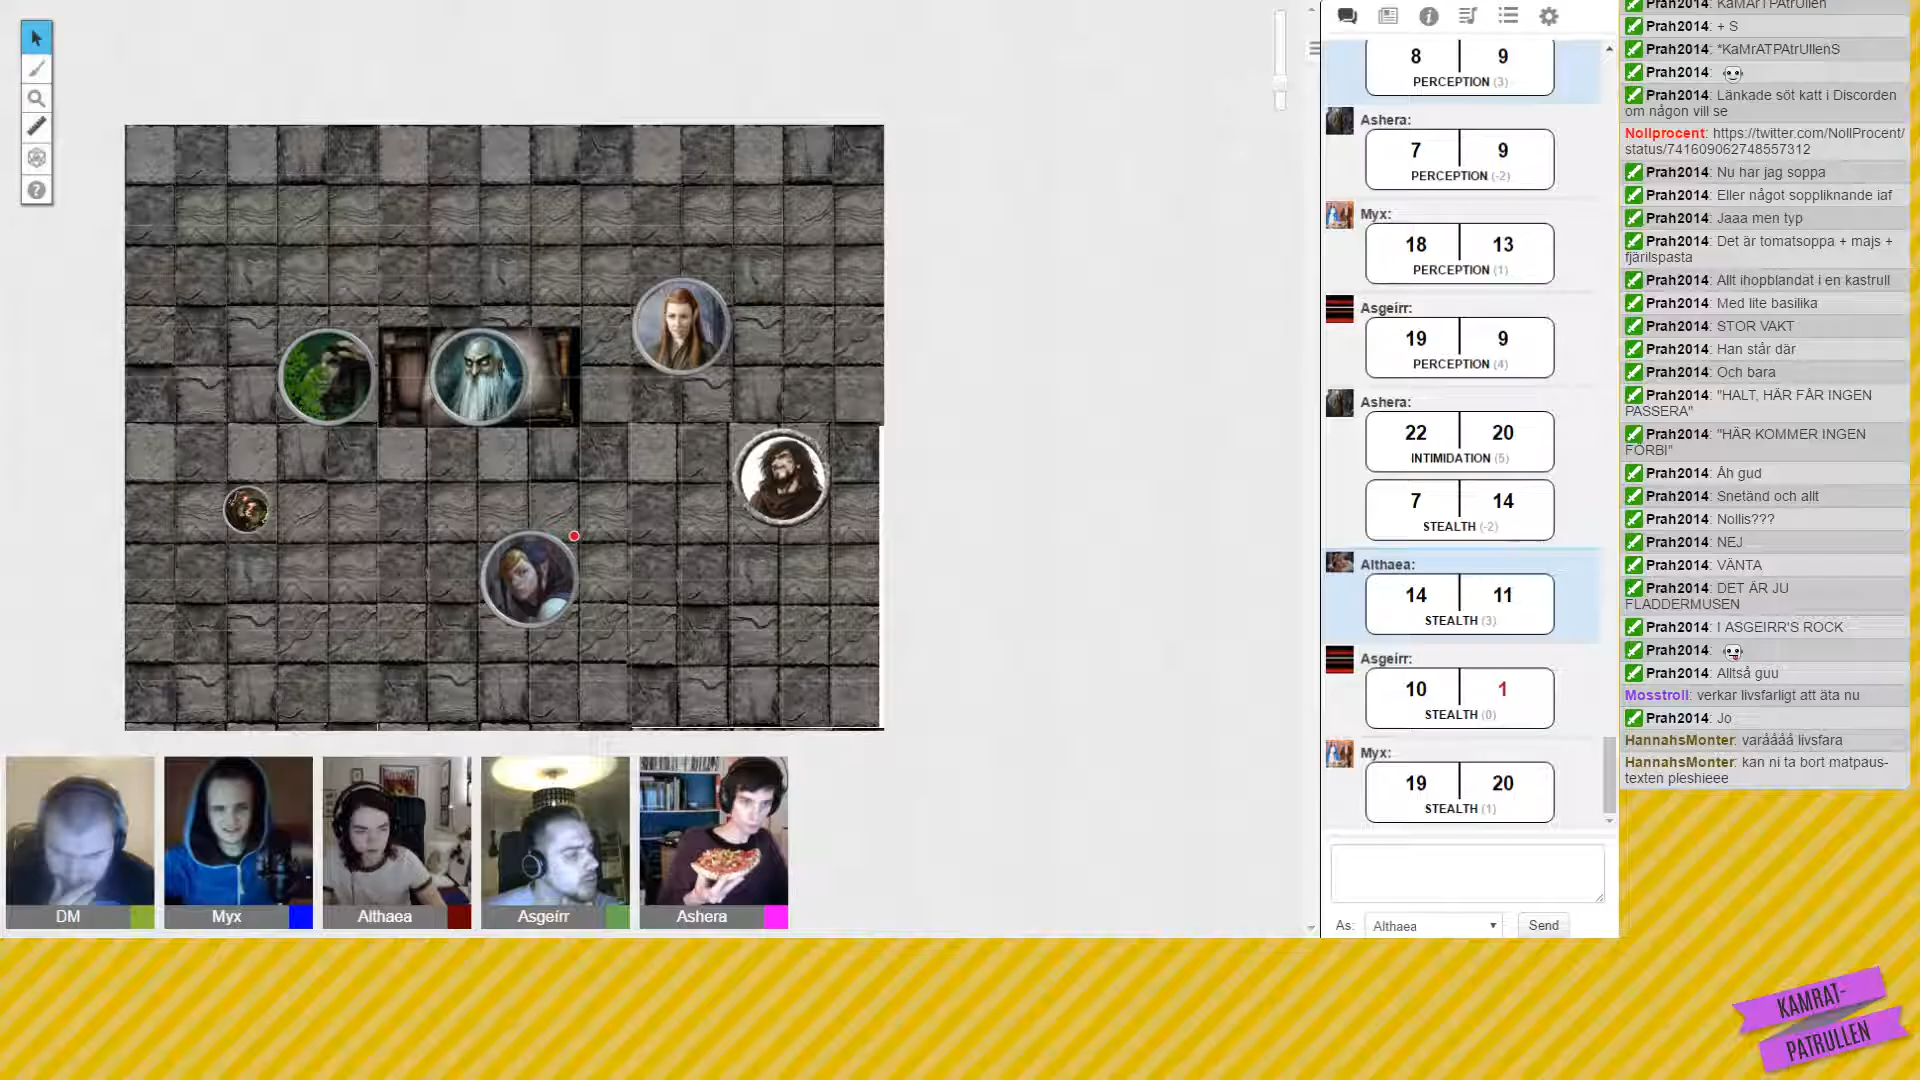 8 9
PERCEPTION (3)
Ashera:
7 9
PERCEPTION (-2)
Myx:
18 13
PERCEPTION (1)
Asgeirr:
19 9
PERCEPTION (4)
Ashera:
22 20
INTIMIDATION (5)
7 14
STEALTH (-2)
Althaea:
14 11
STEALTH (3)
Asgeirr:
10 1
STEALTH (0)
Myx:
19 20
STEALTH (1)
As: Althaea
Send
Prah2014: KaMArTPAtrUllen
Prah2014: + S
Prah2014: *KaMrATPAtrUllenS
Prah2014:
Prah2014: Länkade söt katt i Discorden
om någon vill se
Nollprocent: https://twitter.com/NollProcent/
status/741609062748557312
Prah2014: Nu har jag soppa
Prah2014: Eller något soppliknande iaf
Prah2014: Jaaa men typ
Prah2014: Det är tomatsoppa + majs +
fjärilspasta
Prah2014: Allt ihopblandat i en kastrull
Prah2014: Med lite basilika
Prah2014: STOR VAKT
Prah2014: Han står där
Prah2014: Och bara
Prah2014: "HALT, HÄR FÅR INGEN
PASSERA"
Prah2014: "HÄR KOMMER INGEN
FÖRBI"
Prah2014: Åh gud
Prah2014: Snetänd och allt
Prah2014: Nollis???
Prah2014: NEJ
Prah2014: VÄNTA
Prah2014: DET ÄR JU
FLADDERMUSEN
Prah2014: I ASGEIRR'S ROCK
Prah2014:
Prah2014: Alltså guu
Mosstroll: verkar livsfarligt att äta nu
Prah2014: Jo
HannahsMonter: varåååå livsfara
HannahsMonter: kan ni ta bort matpaus-
texten pleshieee
DM
Myx
Althaea
Asgeirr
Ashera
KAMRAT-
PATRULLEN